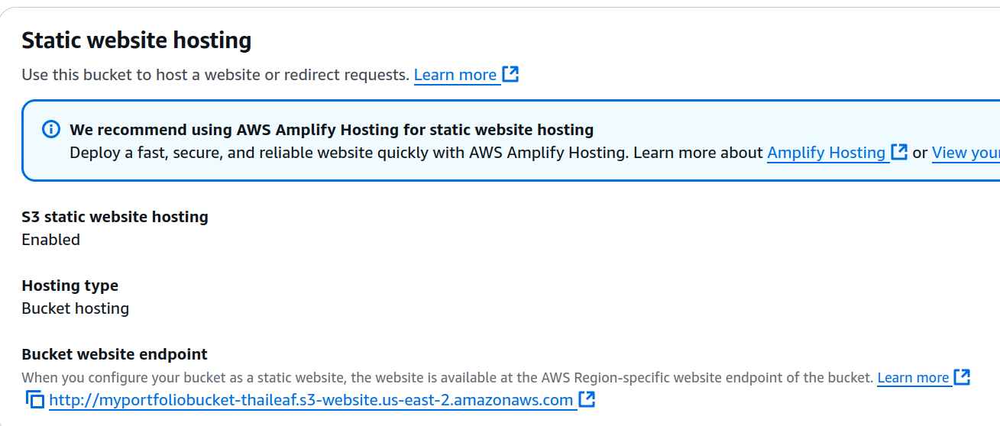 Static website hosting
Use this bucket to host a website or redirect requests. Learn more
We recommend using AWS Amplify Hosting for static website hosting
Deploy a fast, secure, and reliable website quickly with AWS Amplify Hosting. Learn more about Amplify Hosting or View your
S3 static website hosting
Enabled
Hosting type
Bucket hosting
Bucket website endpoint
When you configure your bucket as a static website, the website is available at the AWS Region-specific website endpoint of the bucket. Learn more
http://myportfoliobucket-thaileaf.s3-website.us-east-2.amazonaws.com